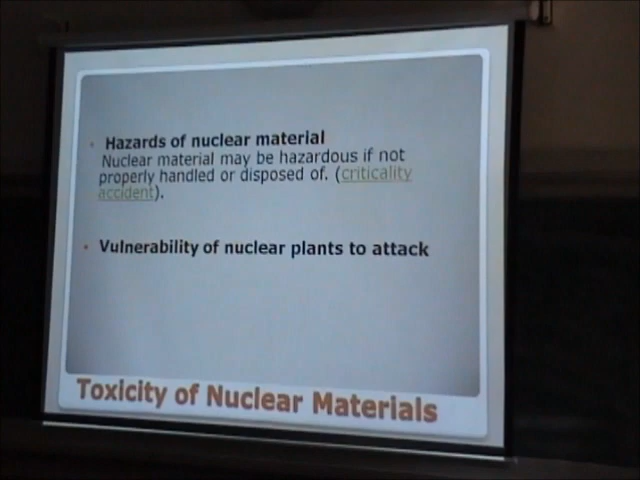 Hazards of nuclear material
Nuclear material may be hazardous if not
properly handled or disposed of. (criticality
accident).
Vulnerability of nuclear plants to attack
Toxicity of Nuclear Materials